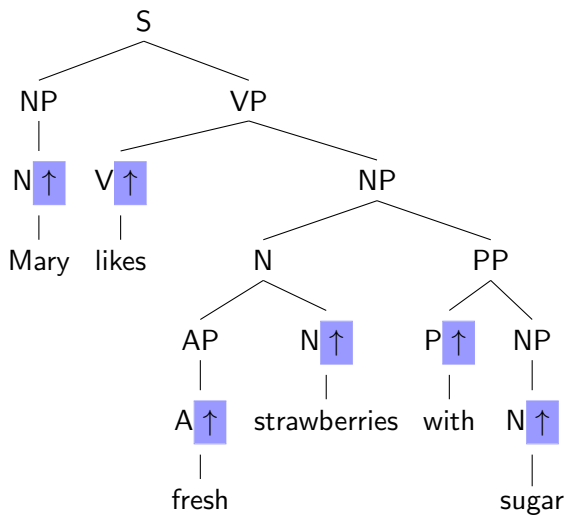 S
NP VP
N↑ V↑ NP
Mary likes N PP
AP N↑ P↑ NP
A↑ strawberries with N↑
fresh sugar